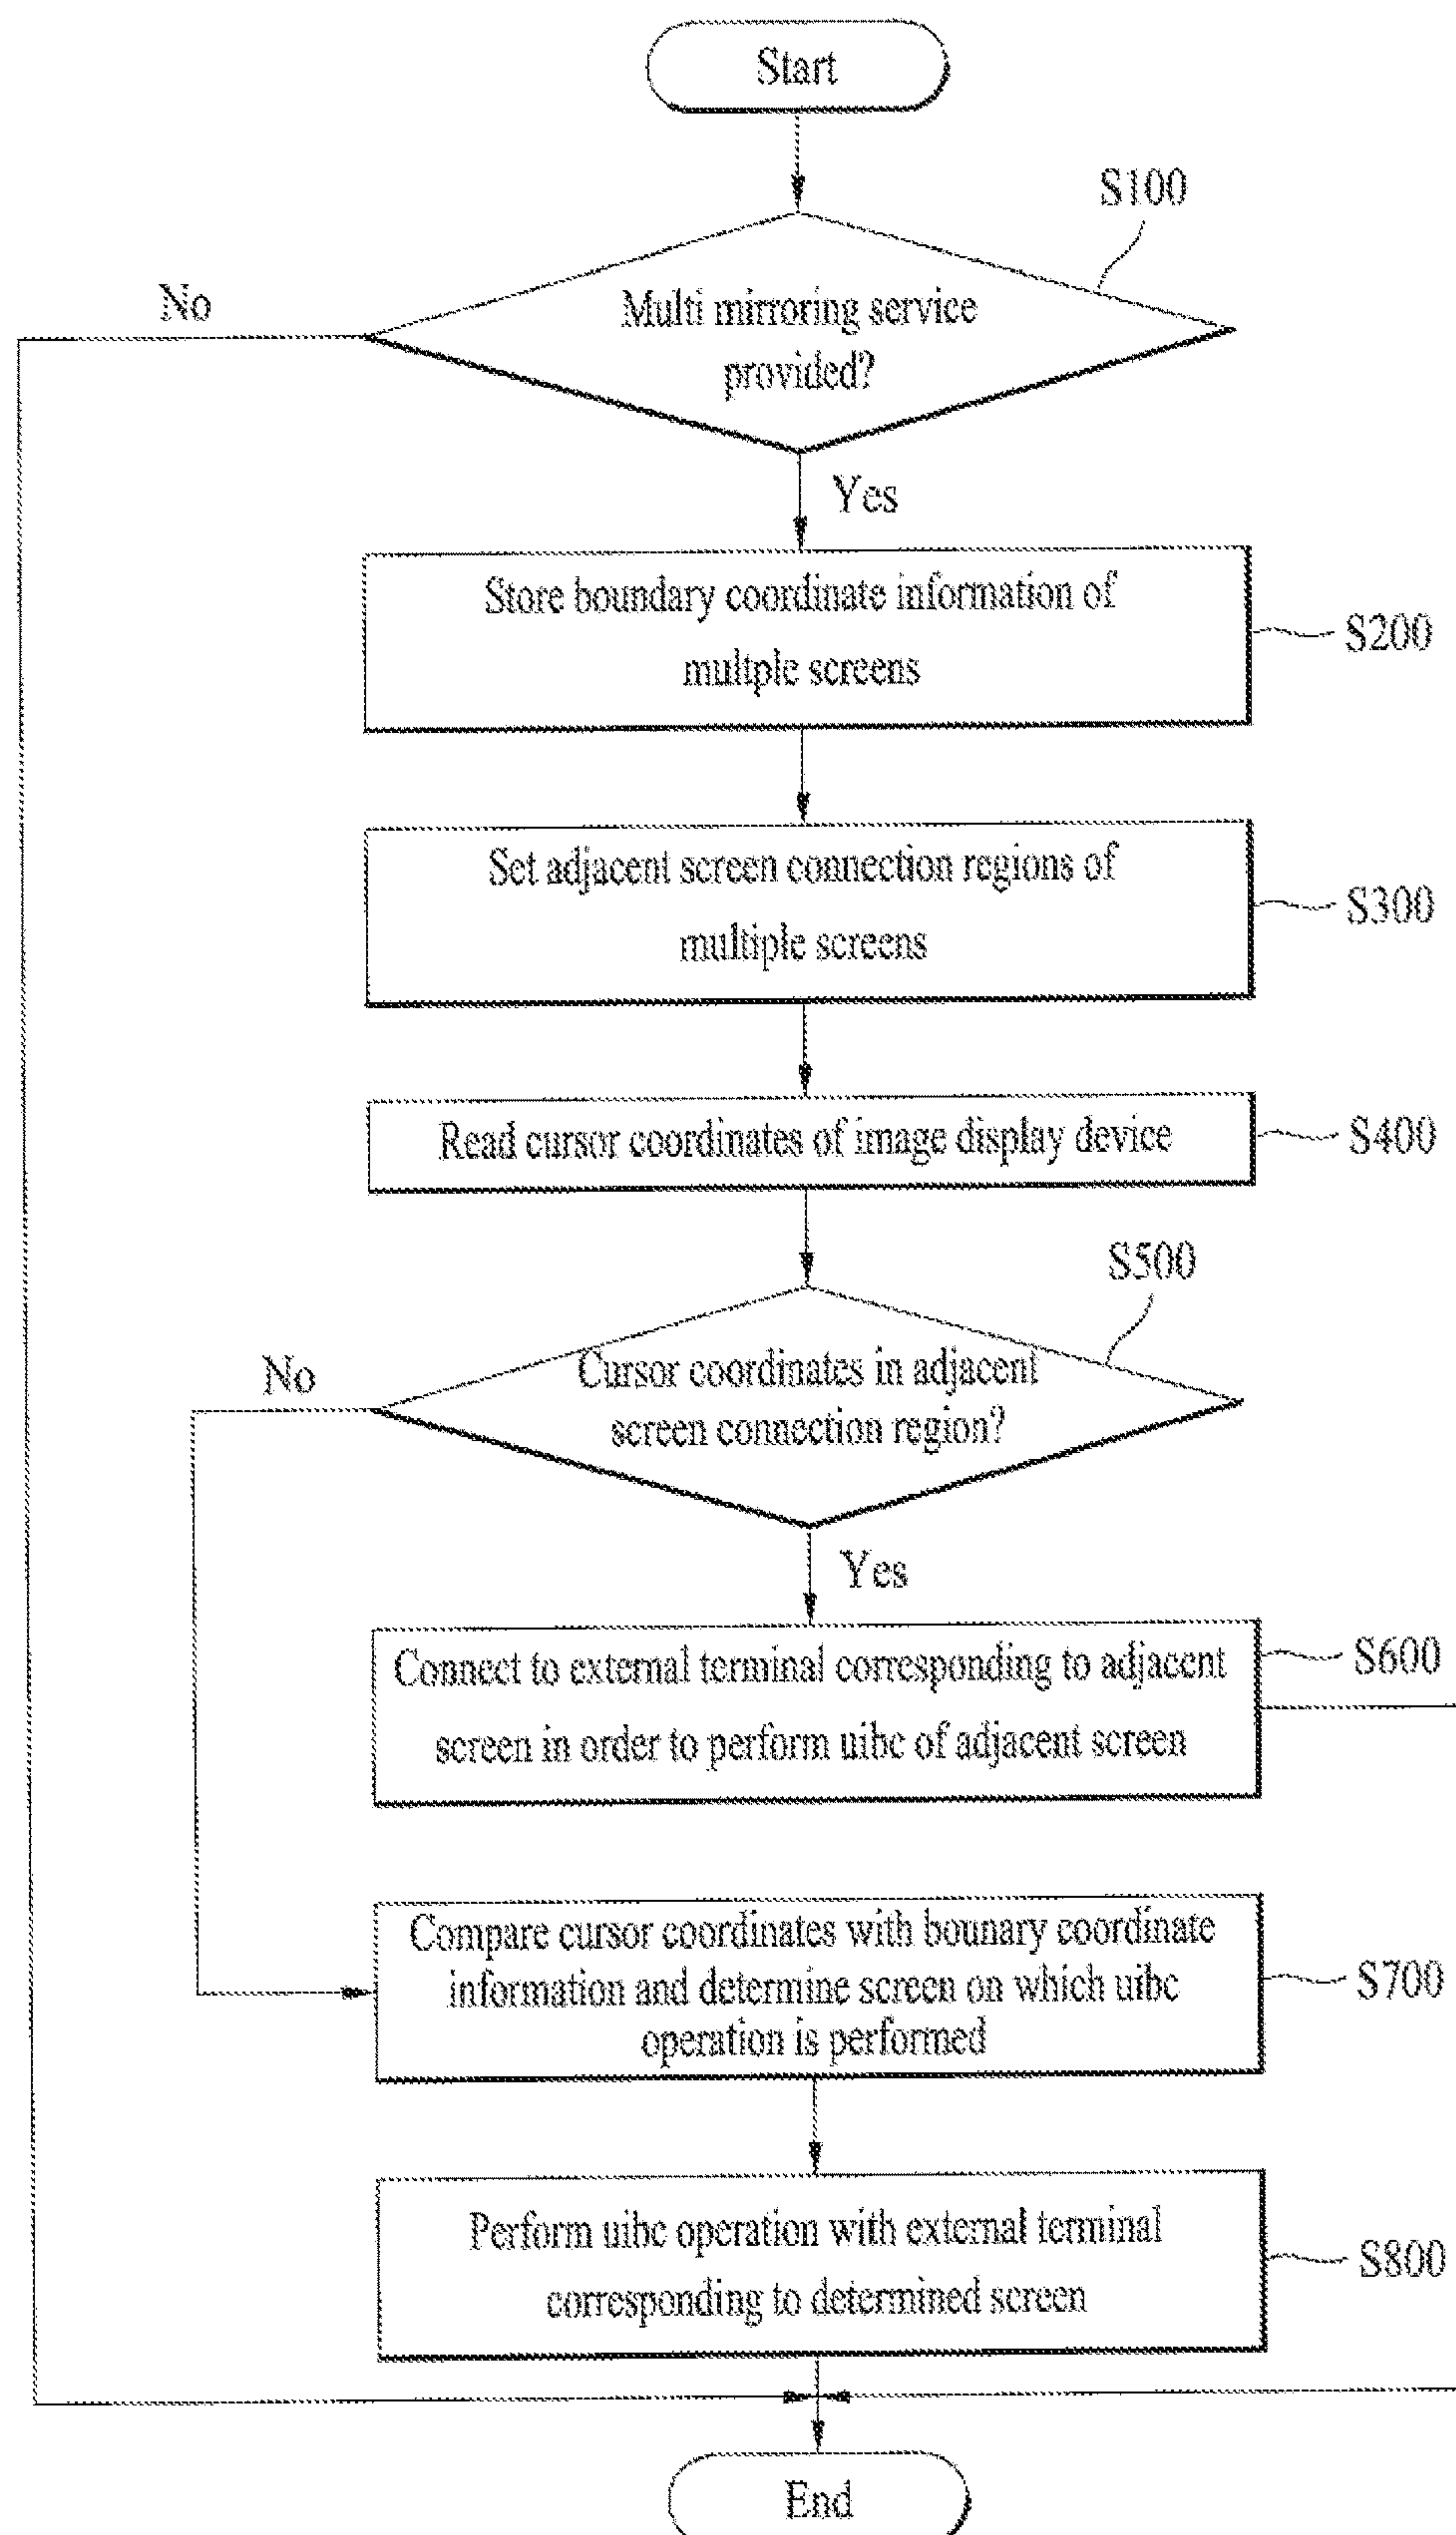 Start
S100
No
Multi mirroring service
provided?
Yes
Store boundary coordinate information of
multple screens
S200
Set adjacent screen connection regions of
multiple screens
S300
Read cursor coordinates of image display device
S400
S500
No
Cursor coordinates in adjacent
screen connection region?
Yes
Connect to external terminal corresponding to adjacent
screen in order to perform uibc of adjacent screen
S600
Compare cursor coordinates with bounary coordinate
information and determine screen on which uibc
operation is performed
S700
Perform uibc operation with external terminal
corresponding to determined screen
S800
End